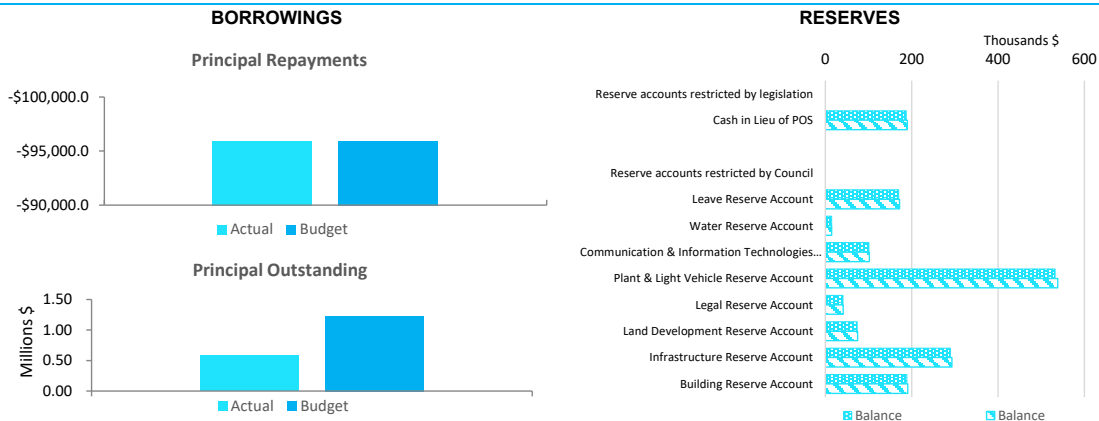 BORROWINGS
Principal Repayments
-$100,000.0
-$95,000.0
-$90,000.0
Actual Budget
Principal Outstanding
Millions $
1.50
1.00
0.50
0.00
Actual Budget
RESERVES
Thousands $
0 200 400 600
Reserve accounts restricted by legislation
Cash in Lieu of POS
Reserve accounts restricted by Council
Leave Reserve Account
Water Reserve Account
Communication & Information Technologies…
Plant & Light Vehicle Reserve Account
Legal Reserve Account
Land Development Reserve Account
Infrastructure Reserve Account
Building Reserve Account
Balance Balance